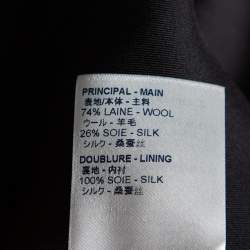 PRINCIPAL - MAIN
表地/本体 - 主料
74% LAINE - WOOL
ウール - 羊毛
26% SOIE - SILK
シルク - 桑蚕丝
DOUBLURE - LINING
裏地 - 内衬
100% SOIE - SILK
シルク - 桑蚕丝